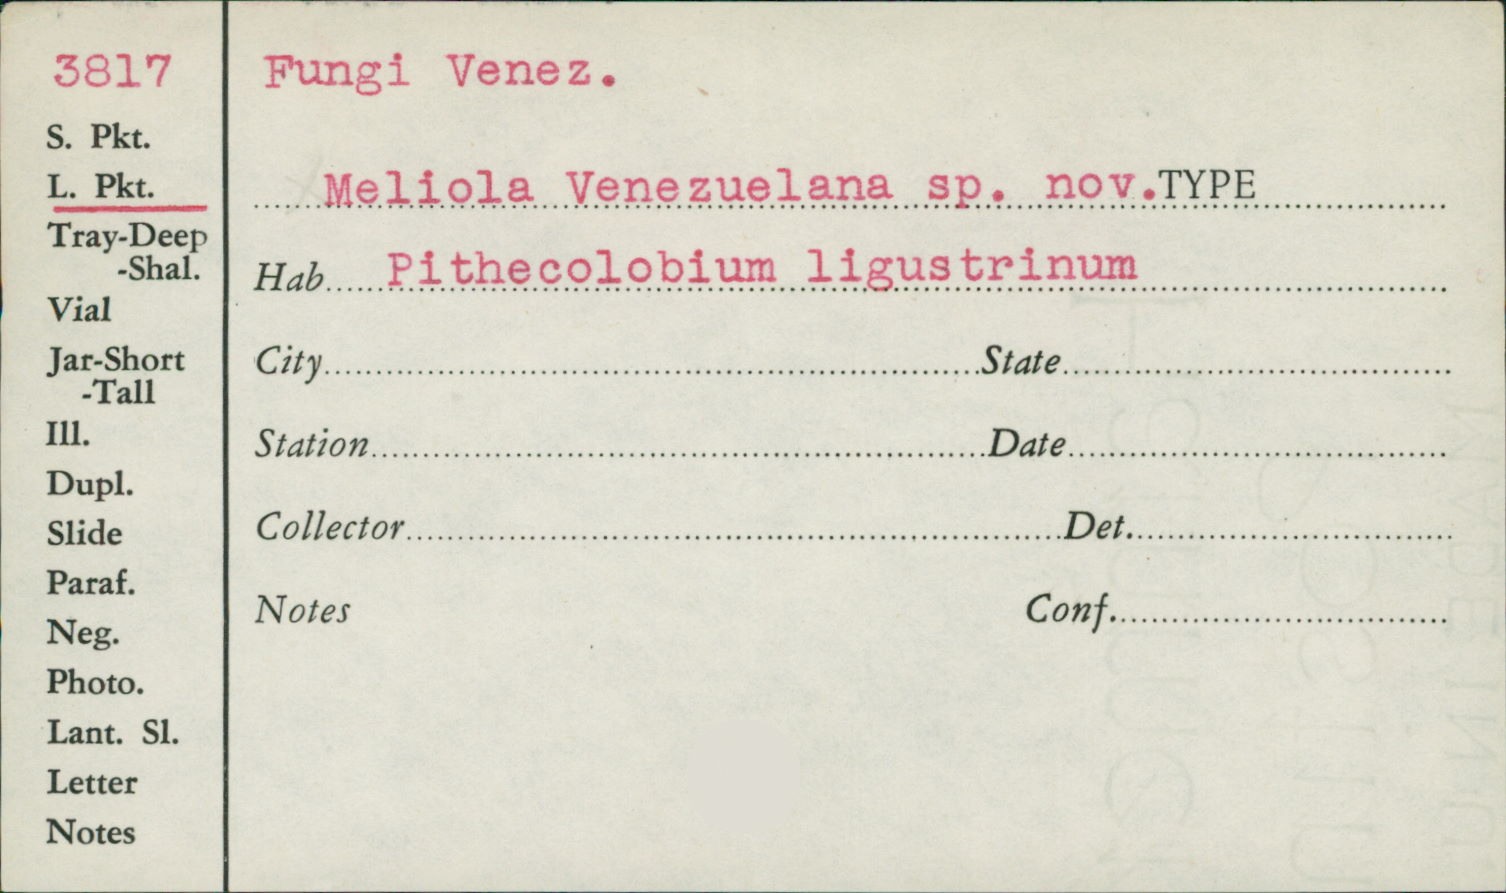 3817
Fungi Venez.
S. Pkt.
L. Pkt.
Meliola Venezuelana sp. nov. TYPE
Tray-Deep
-Shal.
Hab. Pithecolobium ligustrinum
Vial
Jar-Short
-Tall
City State
Ill.
Station Date
Dupl.
Slide
Collector Det.
Paraf.
Neg.
Notes Conf.
Photo.
Lant. Sl.
Letter
Notes